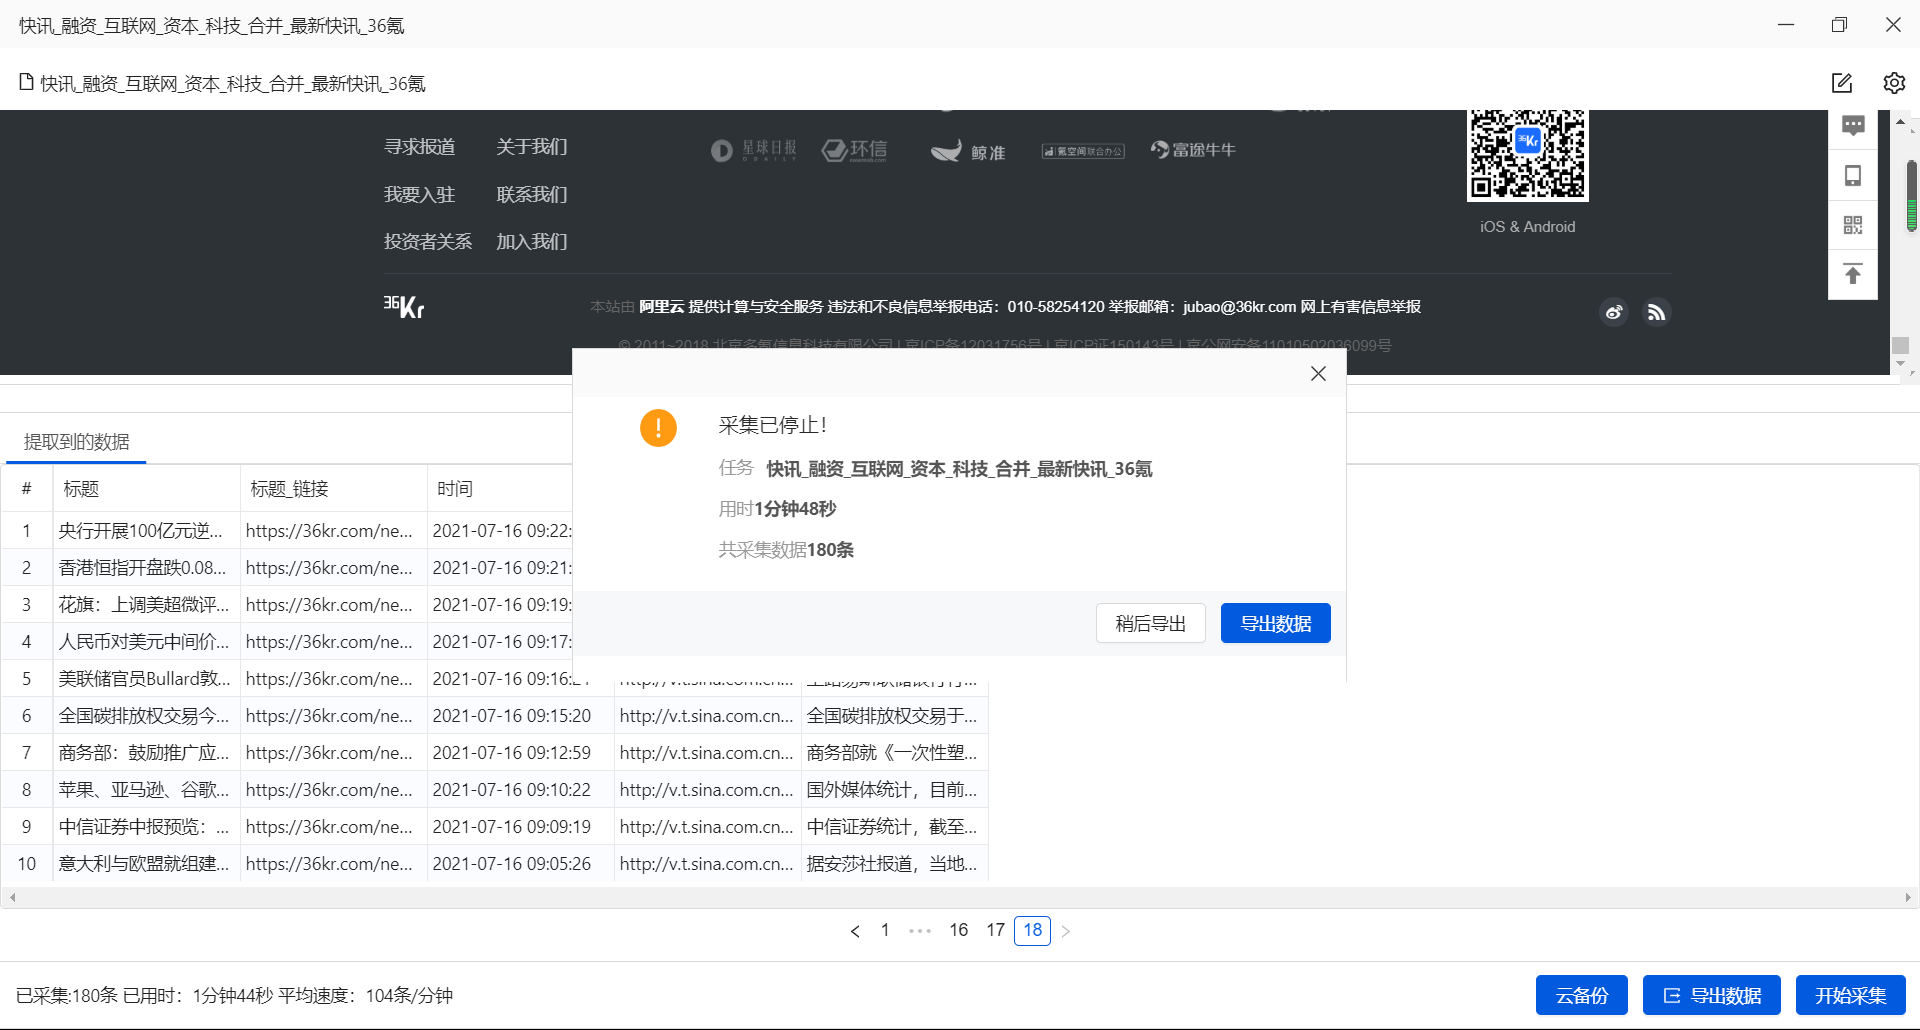 快讯_融资_互联网_资本_科技_合并_最新快讯_36氪
快讯_融资_互联网_资本_科技_合并_最新快讯_36氪
寻求报道 关于我们
星球日报 ODAILY 环信 鲸准 氪空间 联合办公 富途牛牛
36Kr
我要入驻 联系我们
iOS & Android
投资者关系 加入我们
36Kr
本站由 阿里云 提供计算与安全服务 违法和不良信息举报电话：010-58254120 举报邮箱：jubao@36kr.com 网上有害信息举报
© 2011~2018 北京多氪信息科技有限公司 | 京ICP备12031756号 | 京ICP证150143号 | 京公网安备11010502036099号
采集已停止！
任务 快讯_融资_互联网_资本_科技_合并_最新快讯_36氪
用时1分钟48秒
共采集数据180条
稍后导出 导出数据
提取到的数据
# 标题 标题_链接 时间
1 央行开展100亿元逆... https://36kr.com/ne... 2021-07-16 09:22:
2 香港恒指开盘跌0.08... https://36kr.com/ne... 2021-07-16 09:21:
3 花旗：上调美超微评... https://36kr.com/ne... 2021-07-16 09:19:
4 人民币对美元中间价... https://36kr.com/ne... 2021-07-16 09:17:
5 美联储官员Bullard敦... https://36kr.com/ne... 2021-07-16 09:16:21 http://v.t.sina.com.cn...
6 全国碳排放权交易今... https://36kr.com/ne... 2021-07-16 09:15:20 http://v.t.sina.com.cn... 全国碳排放权交易于...
7 商务部：鼓励推广应... https://36kr.com/ne... 2021-07-16 09:12:59 http://v.t.sina.com.cn... 商务部就《一次性塑...
8 苹果、亚马逊、谷歌... https://36kr.com/ne... 2021-07-16 09:10:22 http://v.t.sina.com.cn... 国外媒体统计，目前...
9 中信证券中报预览：... https://36kr.com/ne... 2021-07-16 09:09:19 http://v.t.sina.com.cn... 中信证券统计，截至...
10 意大利与欧盟就组建... https://36kr.com/ne... 2021-07-16 09:05:26 http://v.t.sina.com.cn... 据安莎社报道，当地...
< 1 ••• 16 17 18 >
已采集:180条 已用时：1分钟44秒 平均速度：104条/分钟
云备份 导出数据 开始采集